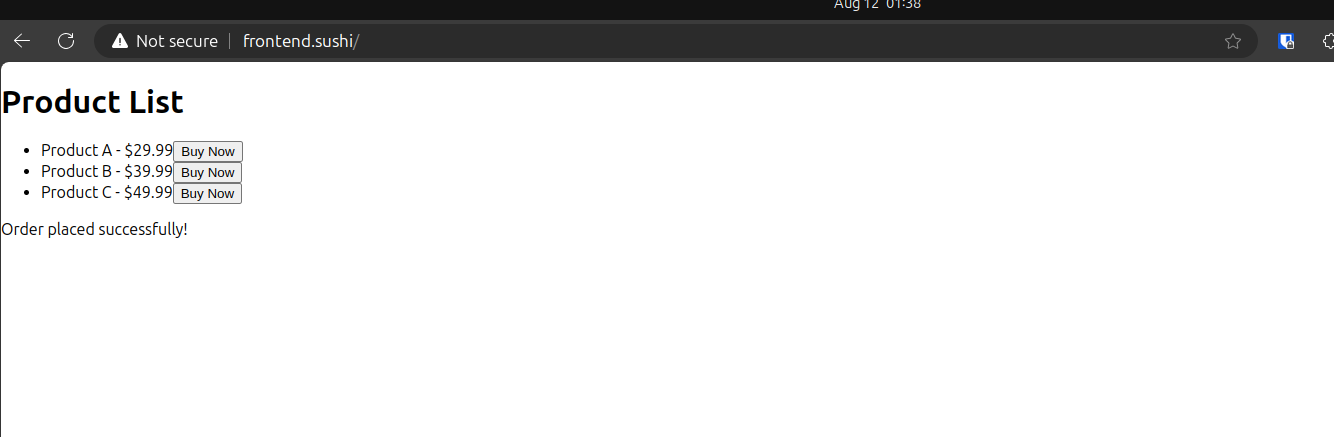 Aug 12 01:38
Not secure frontend.sushi/
Product List
Product A - $29.99 Buy Now
Product B - $39.99 Buy Now
Product C - $49.99 Buy Now
Order placed successfully!